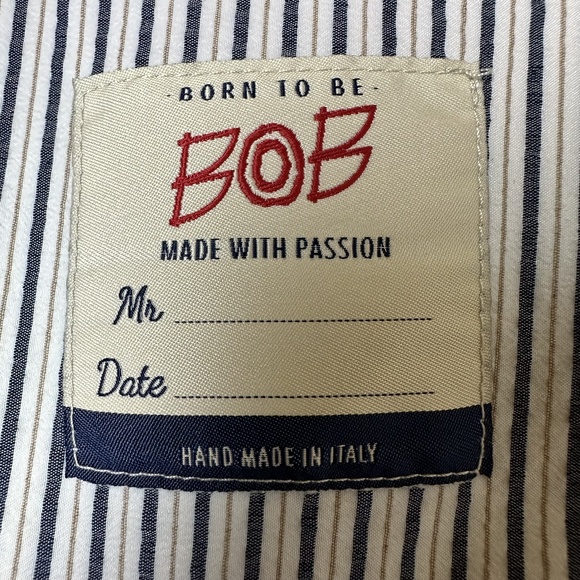 ·BORN TO BE·
BOB
MADE WITH PASSION
Mr
Date
HAND MADE IN ITALY